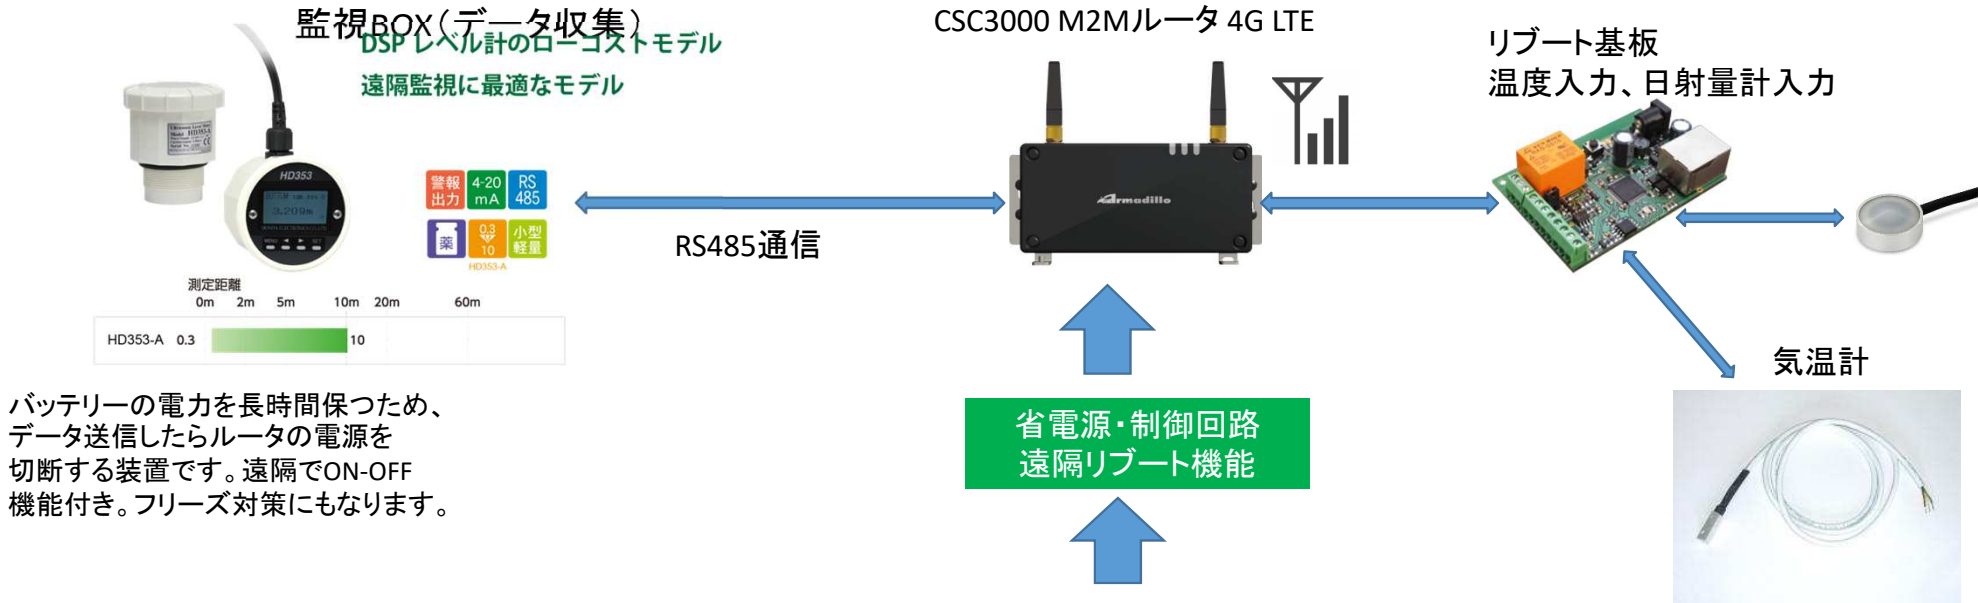 監視BOX(データ収集)
DSP レベル計のローコストモデル
遠隔監視に最適なモデル
HD353
3.209m
警報出力
4-20 mA
RS 485
薬
0.3 10
小型軽量
HD353-A
測定距離
0m 2m 5m 10m 20m 60m
HD353-A 0.3 10
バッテリーの電力を長時間保つため、
データ送信したらルータの電源を
切断する装置です。遠隔でON-OFF
機能付き。フリーズ対策にもなります。
RS485通信
CSC3000 M2Mルータ 4G LTE
Armadillo
省電源・制御回路
遠隔リブート機能
リブート基板
温度入力、日射量計入力
気温計